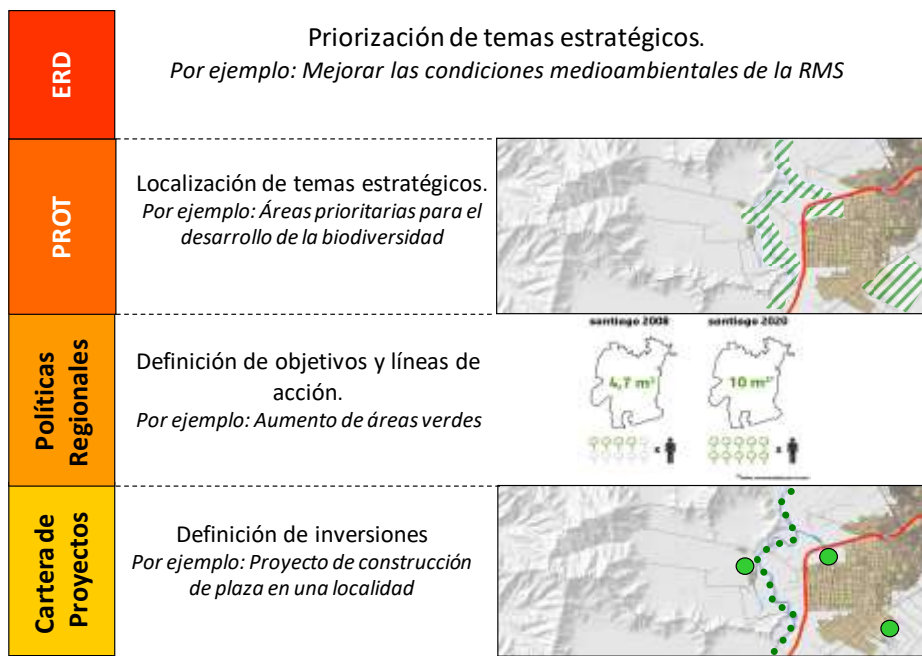 ERD
Priorización de temas estratégicos.
Por ejemplo: Mejorar las condiciones medioambientales de la RMS
PROT
Localización de temas estratégicos.
Por ejemplo: Áreas prioritarias para el
desarrollo de la biodiversidad
Políticas
Regionales
Definición de objetivos y líneas de
acción.
Por ejemplo: Aumento de áreas verdes
santiago 2008
santiago 2020
4,7 m²
10 m²
x
x
Cartera de
Proyectos
Definición de inversiones
Por ejemplo: Proyecto de construcción
de plaza en una localidad